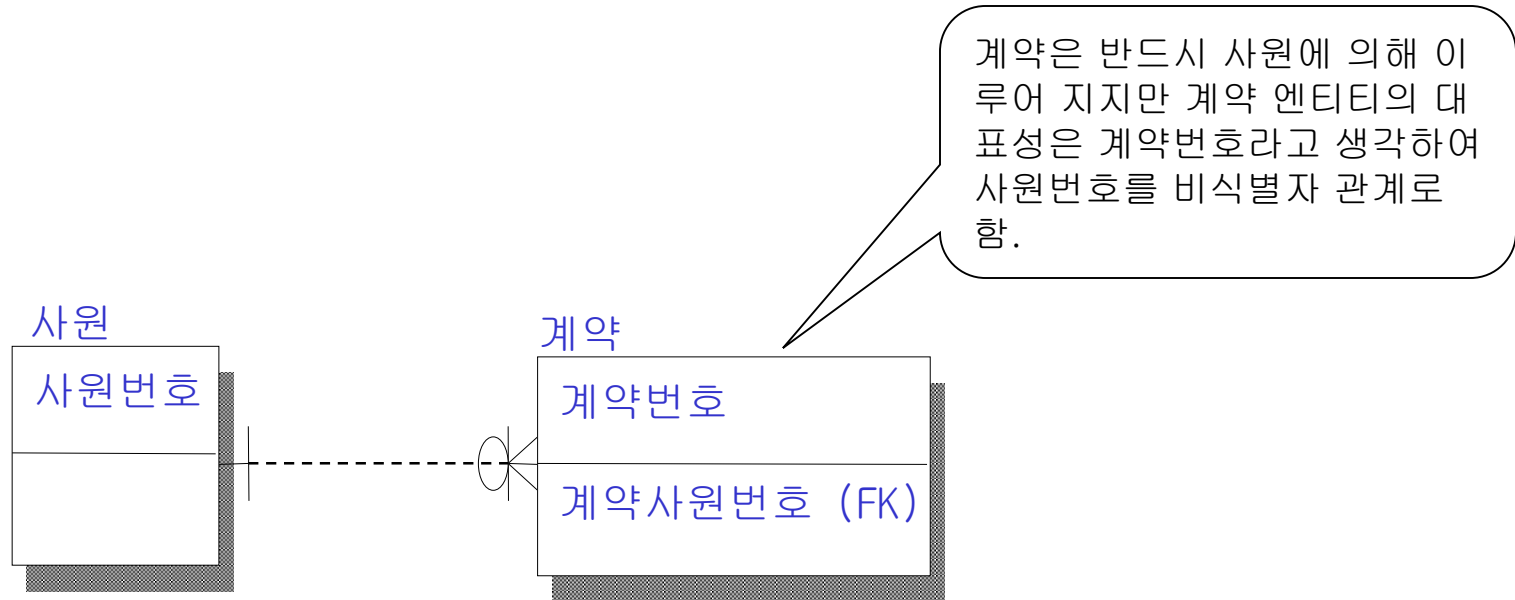 계약은 반드시 사원에 의해 이
루어 지지만 계약 엔티티의 대
표성은 계약번호라고 생각하여
사원번호를 비식별자 관계로
함.
사원
사원번호
계약
계약번호
계약사원번호 (FK)